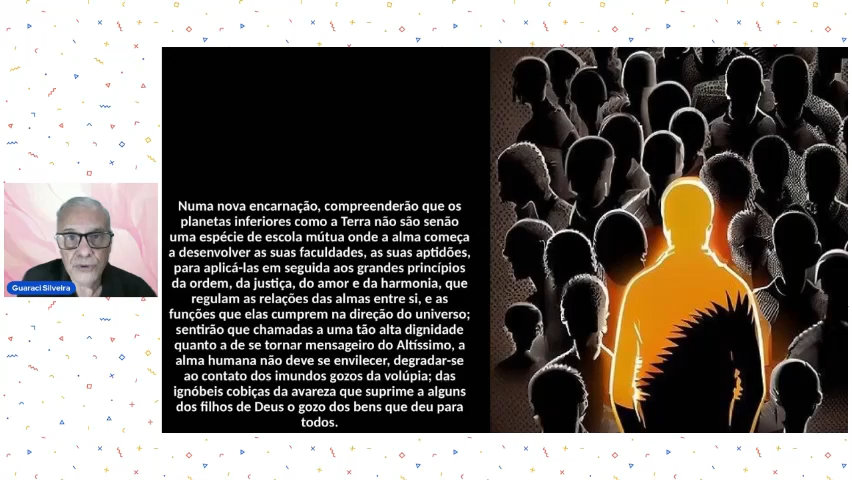 Numa nova encarnação, compreenderão que os
planetas inferiores como a Terra não são senão
uma espécie de escola mútua onde a alma começa
a desenvolver as suas faculdades, as suas aptidões,
para aplicá-las em seguida aos grandes princípios
da ordem, da justiça, do amor e da harmonia, que
regulam as relações das almas entre si, e as
funções que elas cumprem na direção do universo;
sentirão que chamadas a uma tão alta dignidade
quanto a de se tornar mensageiro do Altíssimo, a
alma humana não deve se envilecer, degradar-se
ao contato dos imundos gozos da volúpia; das
ignóbeis cobiças da avareza que suprime a alguns
dos filhos de Deus o gozo dos bens que deu para
todos.
Guaraci Silveira